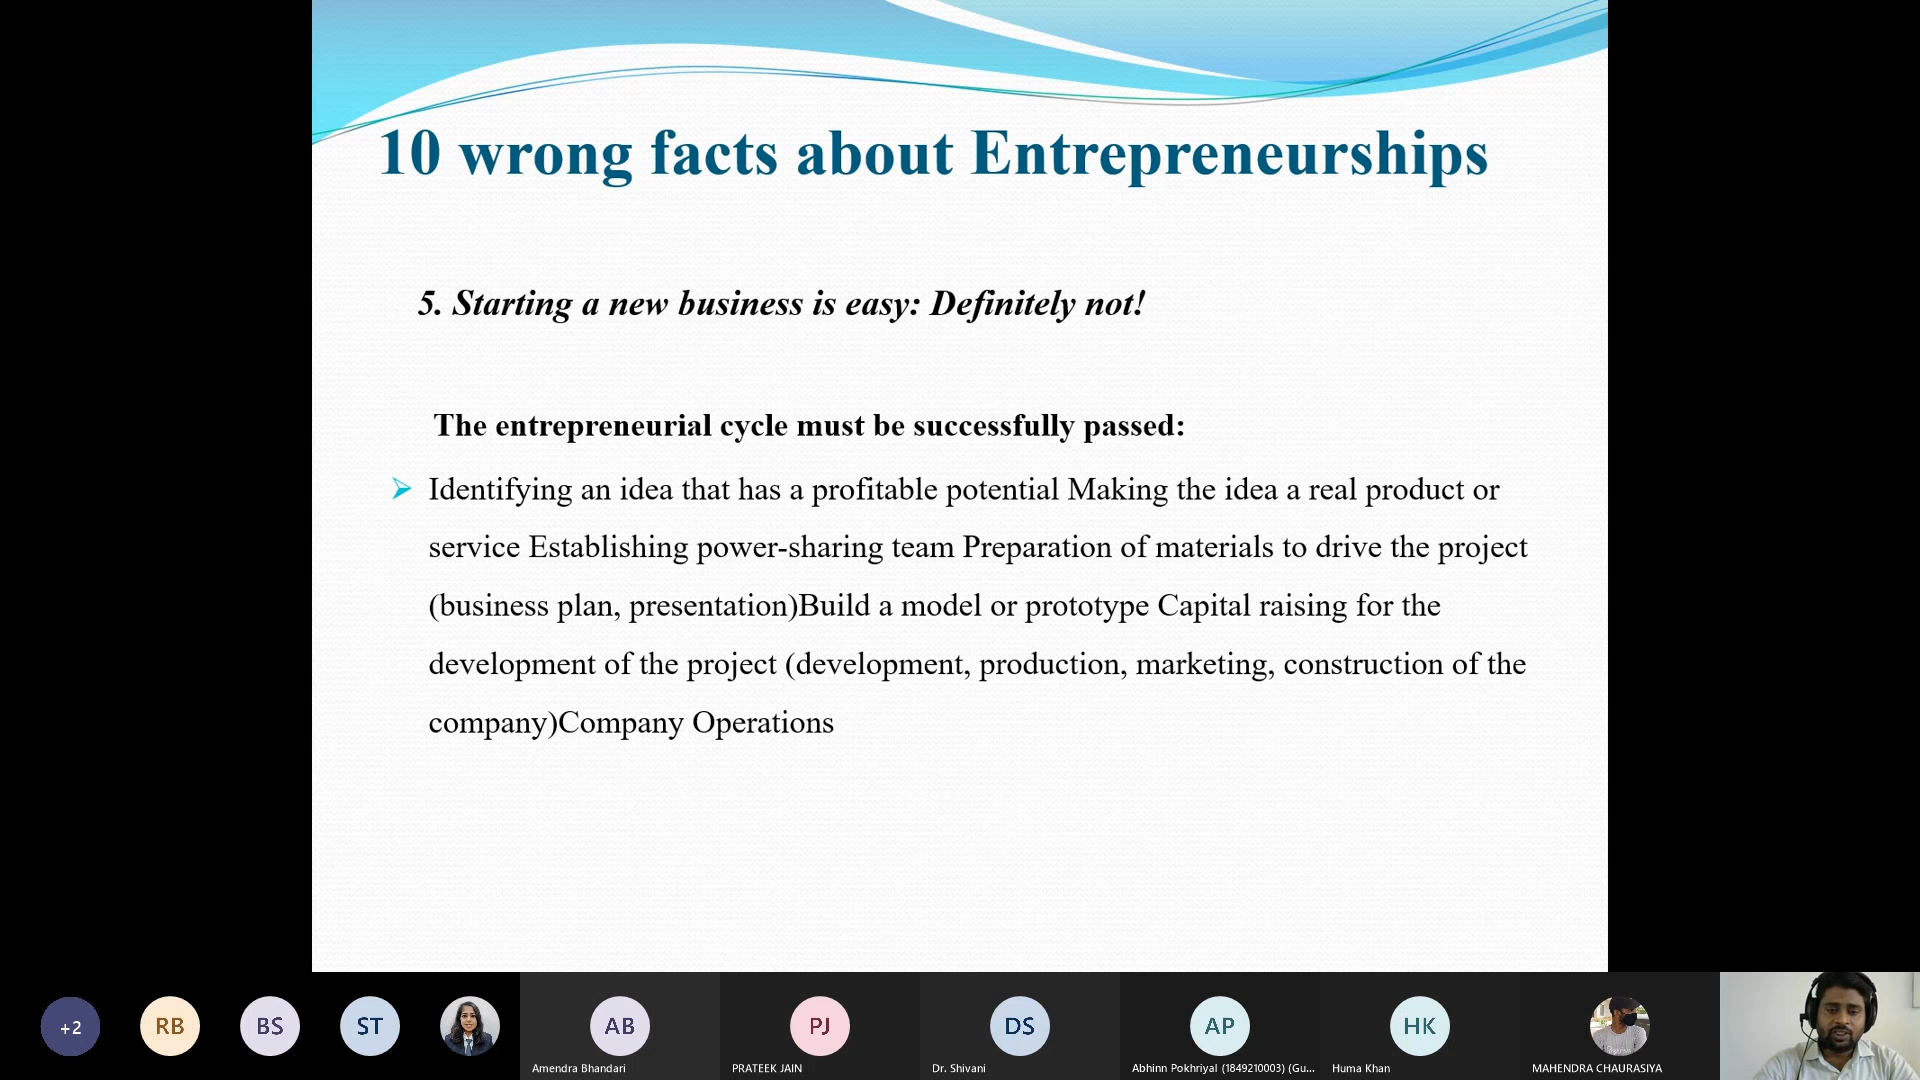 10 wrong facts about Entrepreneurships
5. Starting a new business is easy: Definitely not!
The entrepreneurial cycle must be successfully passed:
Identifying an idea that has a profitable potential Making the idea a real product or
service Establishing power-sharing team Preparation of materials to drive the project
(business plan, presentation)Build a model or prototype Capital raising for the
development of the project (development, production, marketing, construction of the
company)Company Operations
+2
RB
BS
ST
AB
PJ
DS
AP
HK
Amendra Bhandari
PRATEEK JAIN
Dr. Shivani
Abhinn Pokhriyal (1849210003) (Gu...
Huma Khan
MAHENDRA CHAURASIYA